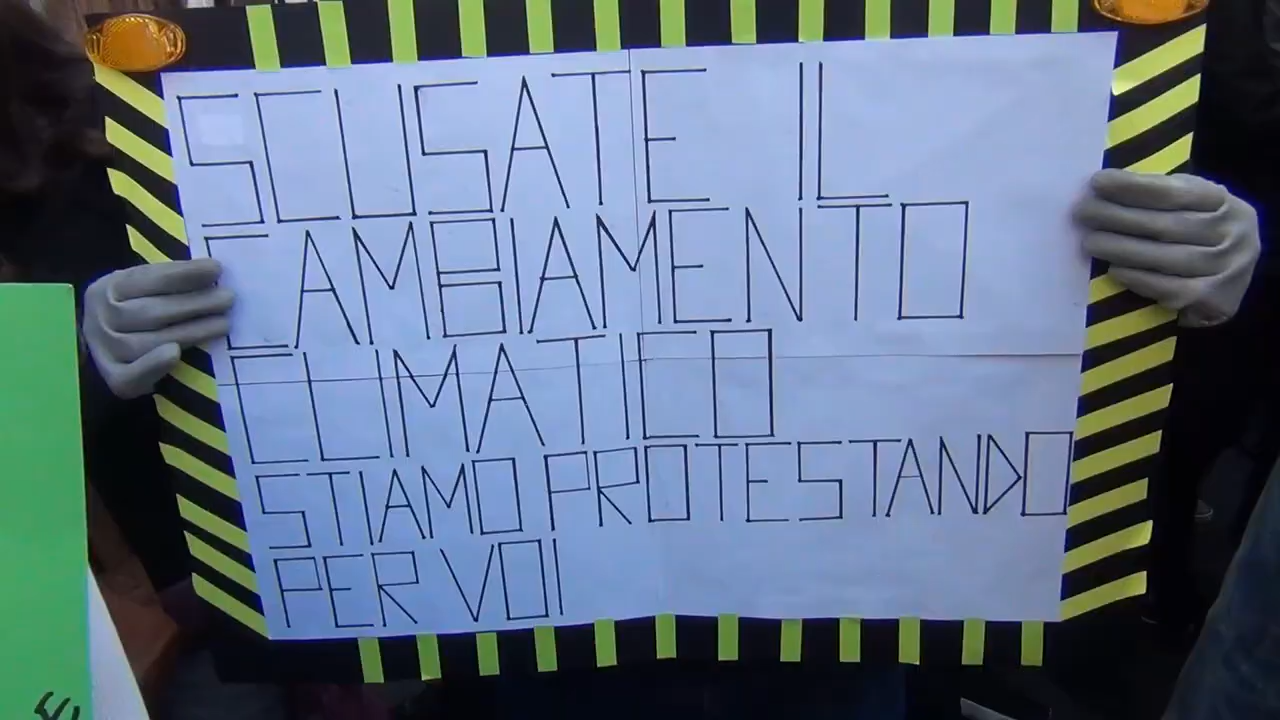 SCUSATE IL
CAMBIAMENTO
CLIMATICO
STIAMO PROTESTANDO
PER VOI